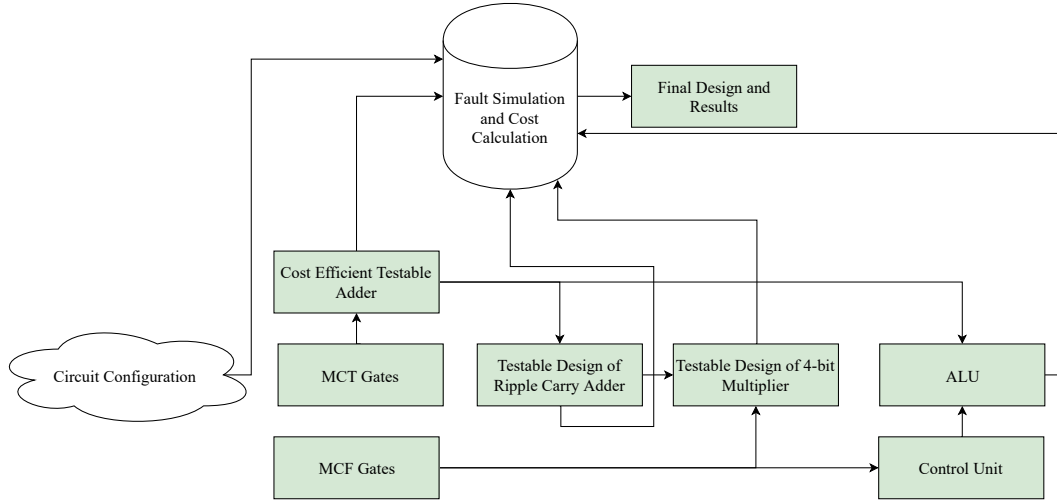 Fault Simulation
and Cost
Calculation
Final Design and
Results
Cost Efficient Testable
Adder
Circuit Configuration
MCT Gates
Testable Design of
Ripple Carry Adder
Testable Design of 4-bit
Multiplier
ALU
MCF Gates
Control Unit